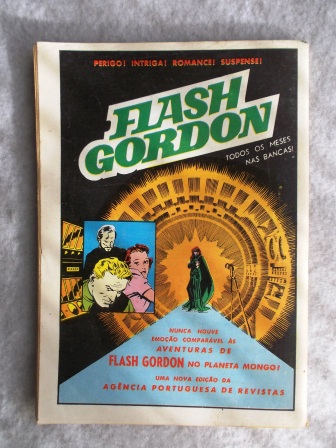 PERIGO! INTRIGA! ROMANCE! SUSPENSE!
FLASH
GORDON
TODOS OS MESES
NAS BANCAS!
NUNCA HOUVE
EMOÇÃO COMPARÁVEL ÀS
AVENTURAS DE
FLASH GORDON NO PLANETA MONGO!
UMA NOVA EDIÇÃO DA
AGÊNCIA PORTUGUESA DE REVISTAS